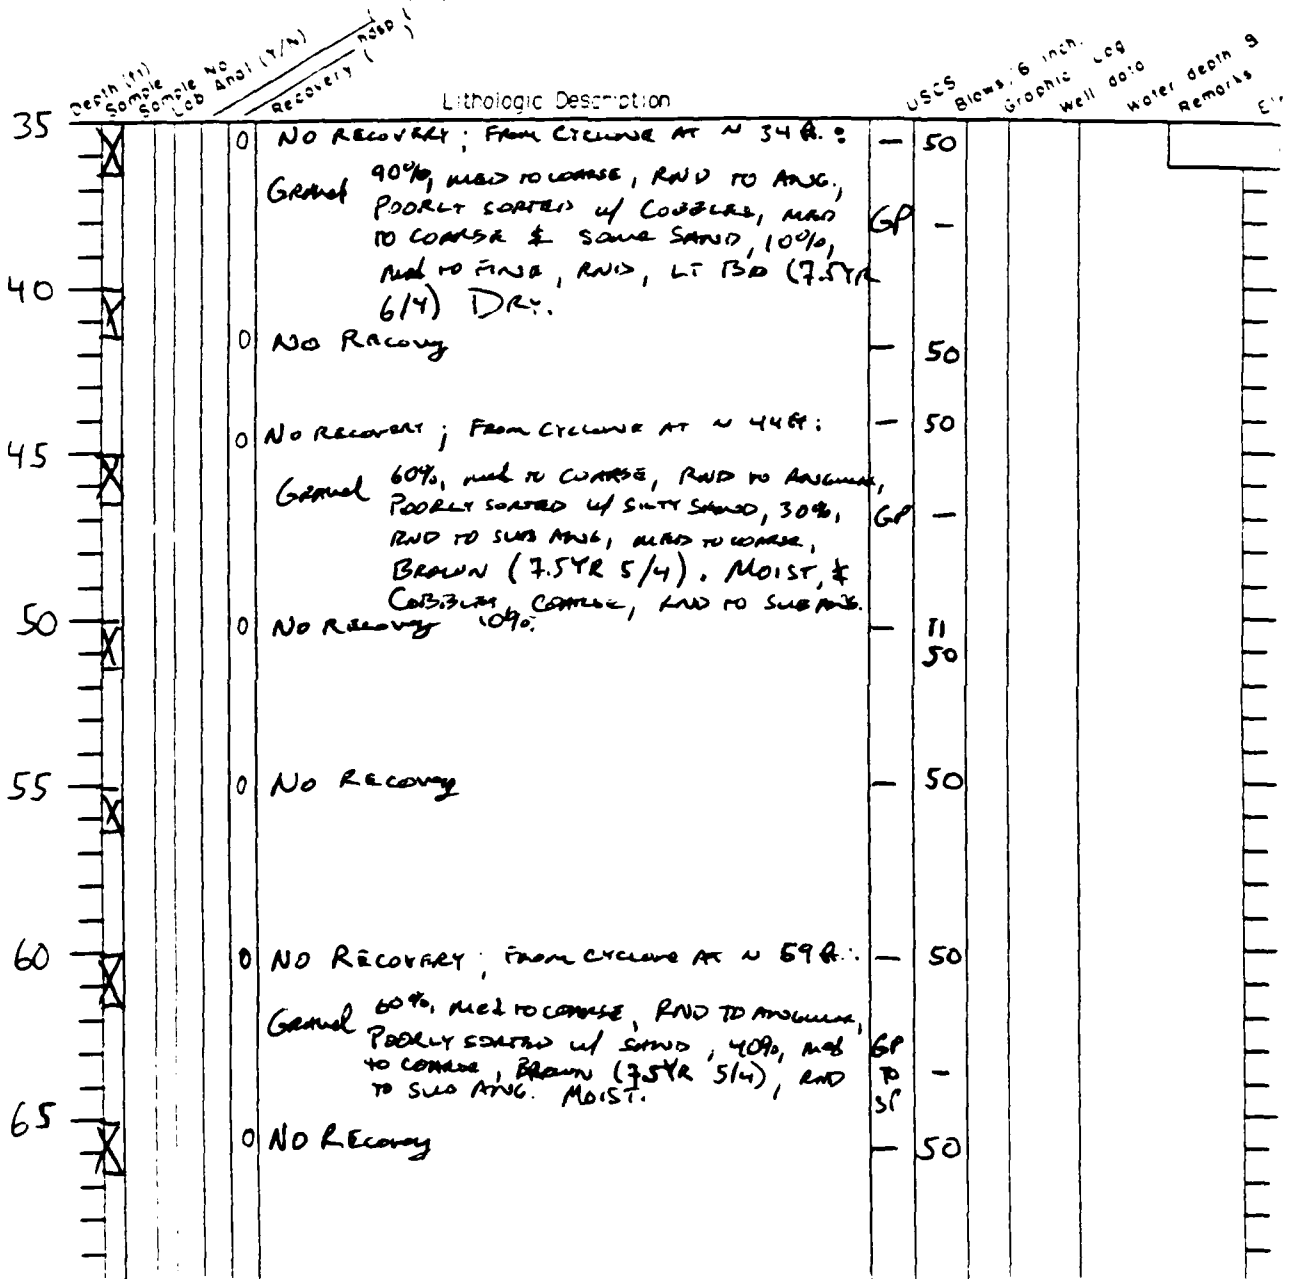 Depth (ft)
Sample
Sample No
Lab Anal (Y/N)
Recovery ( )
Lithologic Description
USCS
Blows/6 inch.
Graphic Log
Well data
Water depth
Remarks
35
0 NO RECOVERY; FROM CYCLONE AT ~ 34 ft. : — 50
Gravel 90%, MED TO COARSE, RND TO ANG.,
POORLY SORTED w/ COBBLES, MED
TO COARSE & SOME SAND, 10%, GP —
med TO FINE, RND, LT BRO (7.5YR
40
6/4) DRY.
0 NO Recovery — 50
0 NO RECOVERY; FROM CYCLONE AT ~ 44 ft: — 50
45
Gravel 60%, med to COARSE, RND TO ANGULAR,
POORLY SORTED w/ SILTY SAND, 30%, GP —
RND TO SUB ANG, MED TO COARSE,
BROWN (7.5YR 5/4). MOIST, &
COBBLES, COARSE, RND TO SUB ANG.
50 0 NO RECOVERY 10%. — 11
50
55 0 NO RECOVERY — 50
60 0 NO RECOVERY; FROM CYCLONE AT ~ 59 ft.: — 50
Gravel 60%, med TO COARSE, RND TO ANGULAR,
POORLY SORTED w/ SAND, 40%, MED GP
TO COARSE, BROWN (7.5YR 5/4), RND TO —
TO SUB ANG. MOIST. SP
65 0 NO RECOVERY — 50